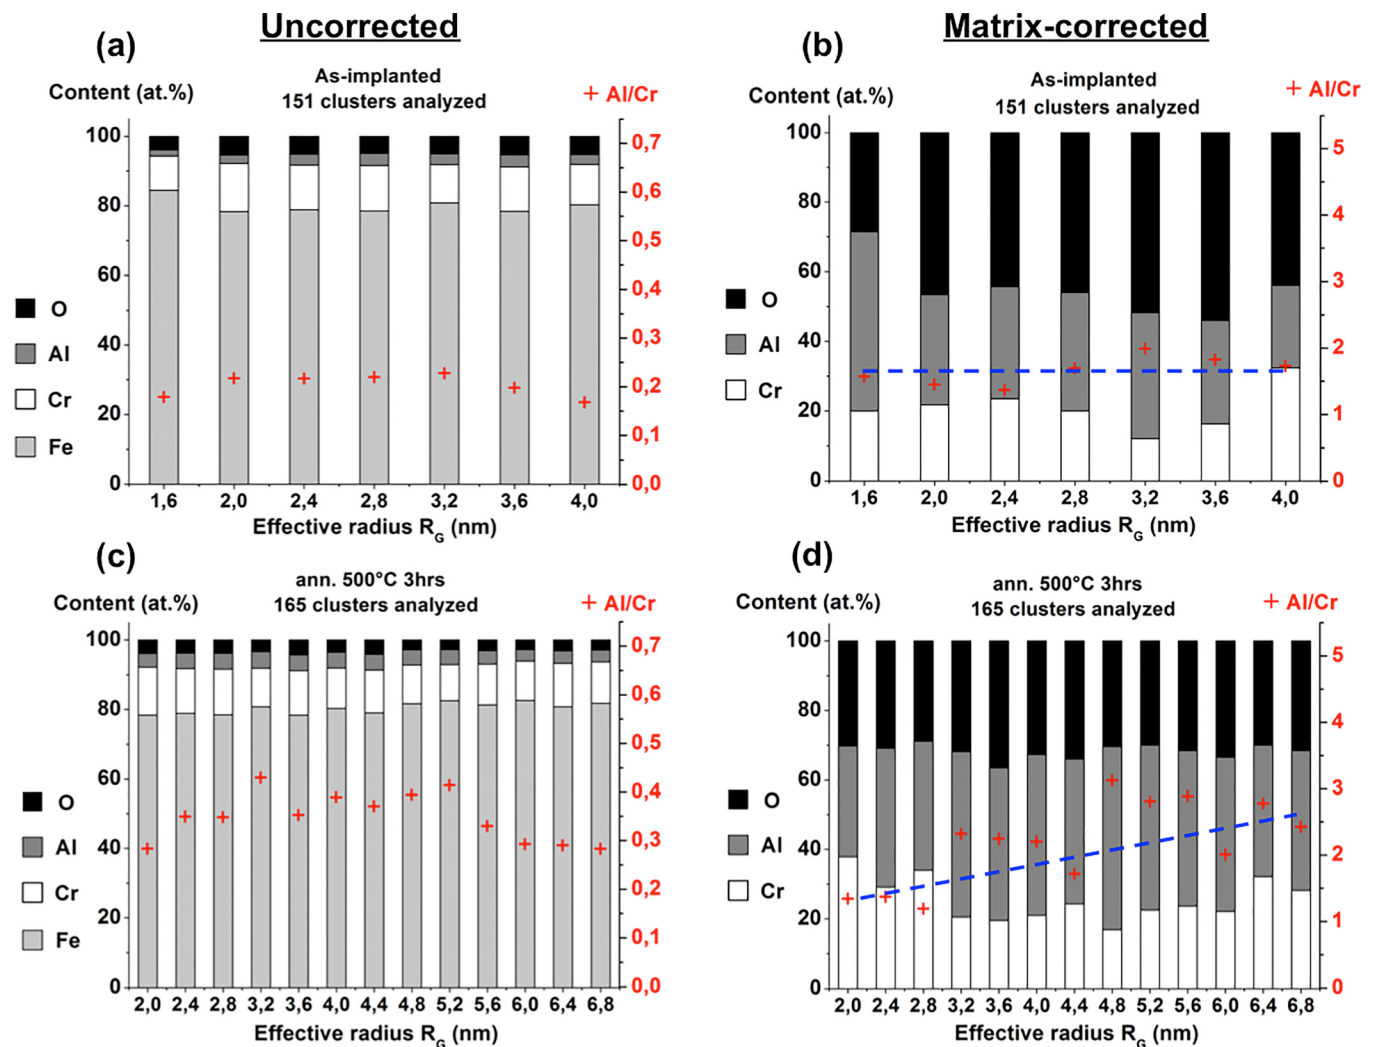 Uncorrected
Matrix-corrected
(a)
Content (at.%)
As-implanted
151 clusters analyzed
+ Al/Cr
100
80
60
40
20
0
0,7
0,6
0,5
0,4
0,3
0,2
0,1
0,0
O
Al
Cr
Fe
1,6 2,0 2,4 2,8 3,2 3,6 4,0
Effective radius RG (nm)
(b)
Content (at.%)
As-implanted
151 clusters analyzed
+ Al/Cr
100
80
60
40
20
0
5
4
3
2
1
0
O
Al
Cr
1,6 2,0 2,4 2,8 3,2 3,6 4,0
Effective radius RG (nm)
(c)
Content (at.%)
ann. 500°C 3hrs
165 clusters analyzed
+ Al/Cr
100
80
60
40
20
0
0,7
0,6
0,5
0,4
0,3
0,2
0,1
0,0
O
Al
Cr
Fe
2,0 2,4 2,8 3,2 3,6 4,0 4,4 4,8 5,2 5,6 6,0 6,4 6,8
Effective radius RG (nm)
(d)
Content (at.%)
ann. 500°C 3hrs
165 clusters analyzed
+ Al/Cr
100
80
60
40
20
0
5
4
3
2
1
0
O
Al
Cr
2,0 2,4 2,8 3,2 3,6 4,0 4,4 4,8 5,2 5,6 6,0 6,4 6,8
Effective radius RG (nm)